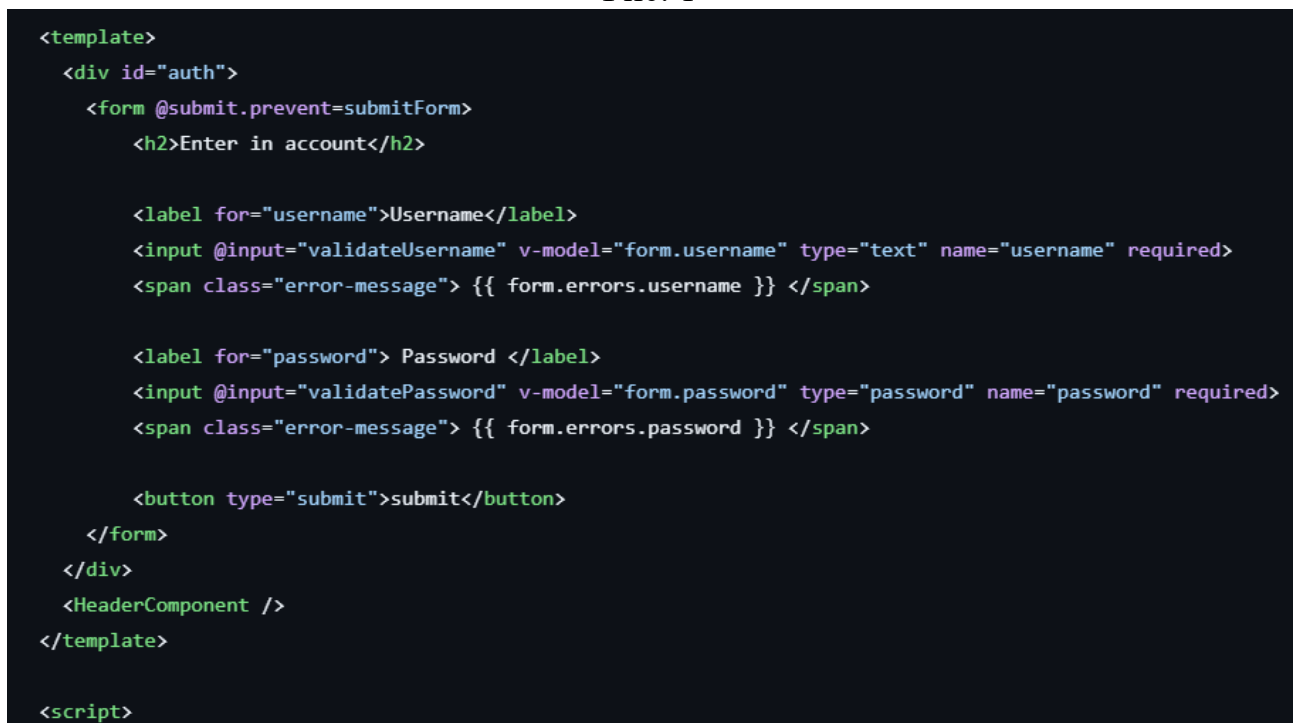 <template>
<div id="auth">
<form @submit.prevent=submitForm>
<h2>Enter in account</h2>
<label for="username">Username</label>
<input @input="validateUsername" v-model="form.username" type="text" name="username" required>
<span class="error-message"> {{ form.errors.username }} </span>
<label for="password"> Password </label>
<input @input="validatePassword" v-model="form.password" type="password" name="password" required>
<span class="error-message"> {{ form.errors.password }} </span>
<button type="submit">submit</button>
</form>
</div>
<HeaderComponent />
</template>
<script>